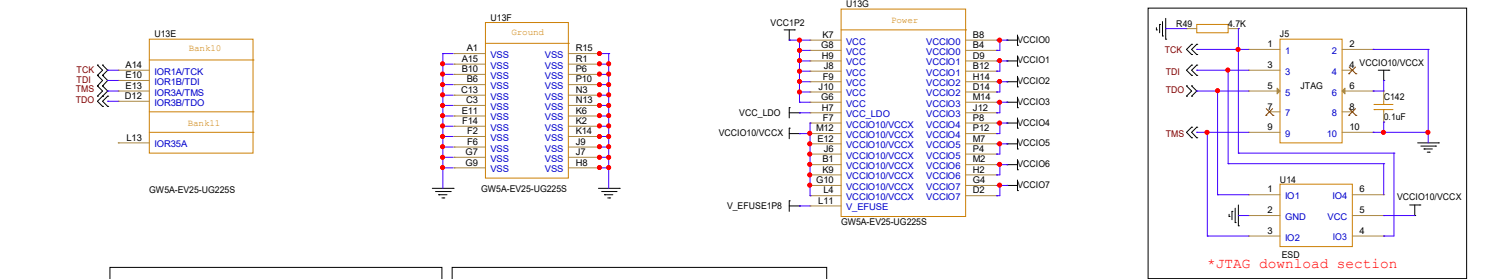 U13E
Bank10
TCK A14 IOR1A/TCK
TDI E10 IOR1B/TDI
TMS E13 IOR3A/TMS
TDO D12 IOR3B/TDO
Bank11
L13 IOR35A
GW5A-EV25-UG225S
U13F
Ground
A1 VSS VSS R15
A15 VSS VSS R1
B10 VSS VSS P6
B6 VSS VSS P10
C13 VSS VSS N3
C3 VSS VSS N13
E11 VSS VSS K6
F14 VSS VSS K2
F2 VSS VSS K14
F6 VSS VSS J9
G7 VSS VSS J7
G9 VSS VSS H8
GW5A-EV25-UG225S
U13G
Power
VCC1P2
K7 VCC VCCIO0 B8 VCCIO0
G8 VCC VCCIO0 B4
H9 VCC VCCIO1 D9 VCCIO1
J8 VCC VCCIO1 B12
F9 VCC VCCIO2 H14 VCCIO2
J10 VCC VCCIO2 D14
G6 VCC VCCIO3 M14 VCCIO3
VCC_LDO H7 VCC_LDO VCCIO3 J12
F7 VCCIO10/VCCX VCCIO4 P8 VCCIO4
VCCIO10/VCCX M12 VCCIO10/VCCX VCCIO4 P12
E12 VCCIO10/VCCX VCCIO5 M7 VCCIO5
J6 VCCIO10/VCCX VCCIO5 P4
B1 VCCIO10/VCCX VCCIO6 M2 VCCIO6
K9 VCCIO10/VCCX VCCIO6 H2
G10 VCCIO10/VCCX VCCIO7 G4 VCCIO7
L4 VCCIO10/VCCX VCCIO7 D2
V_EFUSE1P8 L11 V_EFUSE
GW5A-EV25-UG225S
R49 4.7K
J5
TCK 1 1 2 2
VCCIO10/VCCX
TDI 3 3 4 4
JTAG
TDO 5 5 6 6
C142
7 7 8 8
0.1uF
TMS 9 9 10 10
U14
1 IO1 IO4 6
VCCIO10/VCCX
2 GND VCC 5
3 IO2 IO3 4
ESD
*JTAG download section